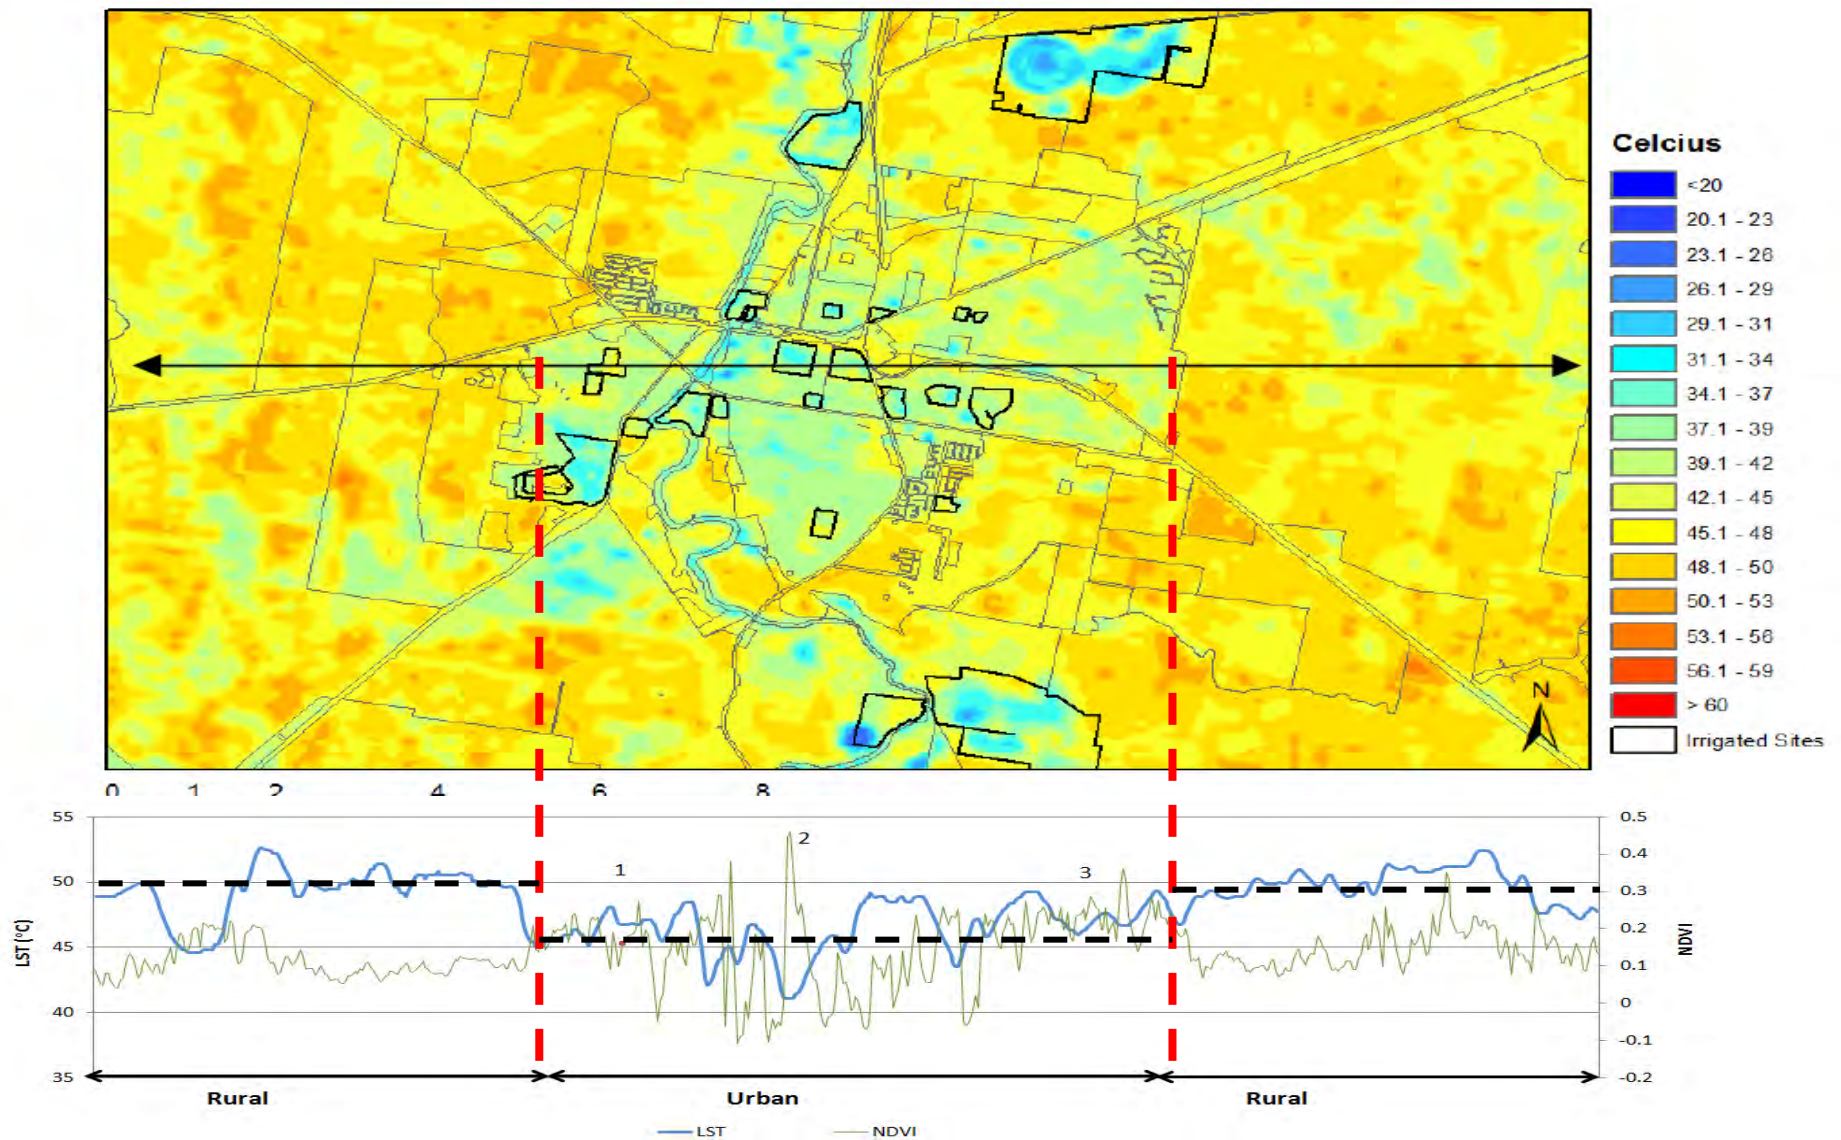 Celcius
<20
20.1 - 23
23.1 - 26
26.1 - 29
29.1 - 31
31.1 - 34
34.1 - 37
37.1 - 39
39.1 - 42
42.1 - 45
45.1 - 48
48.1 - 50
50.1 - 53
53.1 - 56
56.1 - 59
> 60
Irrigated Sites
N
0 1 2 4 6 8
55 0.5
0.4
50 0.3
0.2
45
0.1
0
40
-0.1
35 -0.2
LST (°C)
NDVI
1
2
3
Rural Urban Rural
LST NDVI